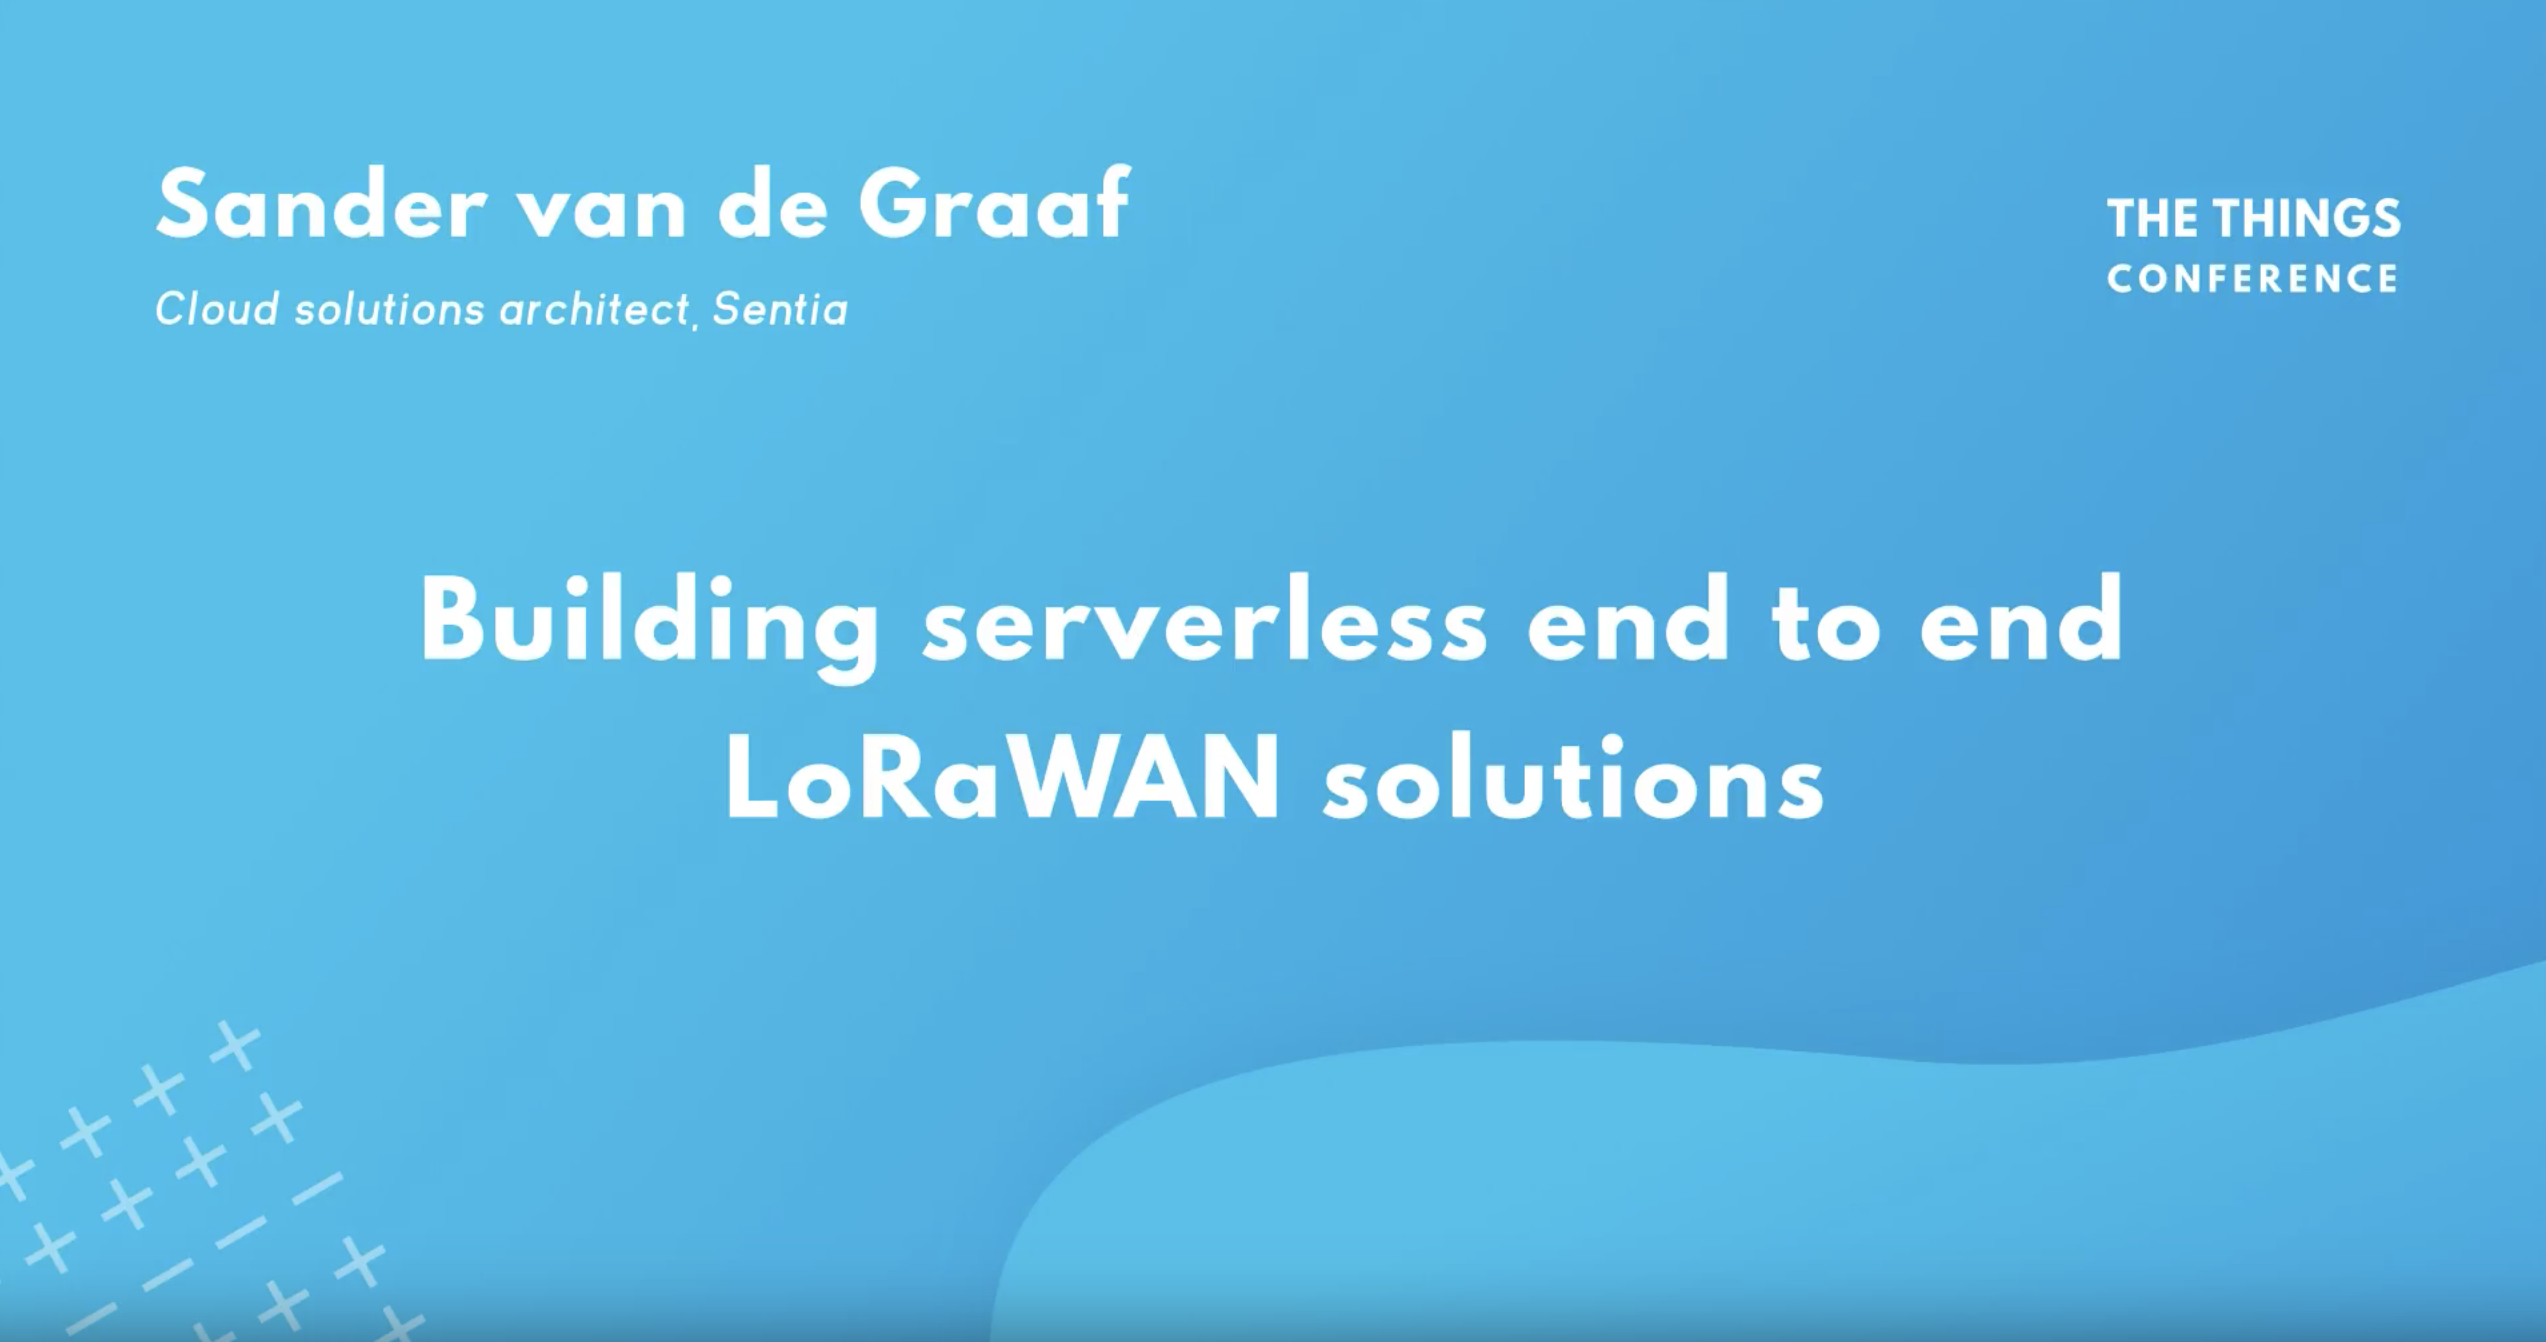 Sander van de Graaf
Cloud solutions architect, Sentia
THE THINGS
CONFERENCE
Building serverless end to end
LoRaWAN solutions